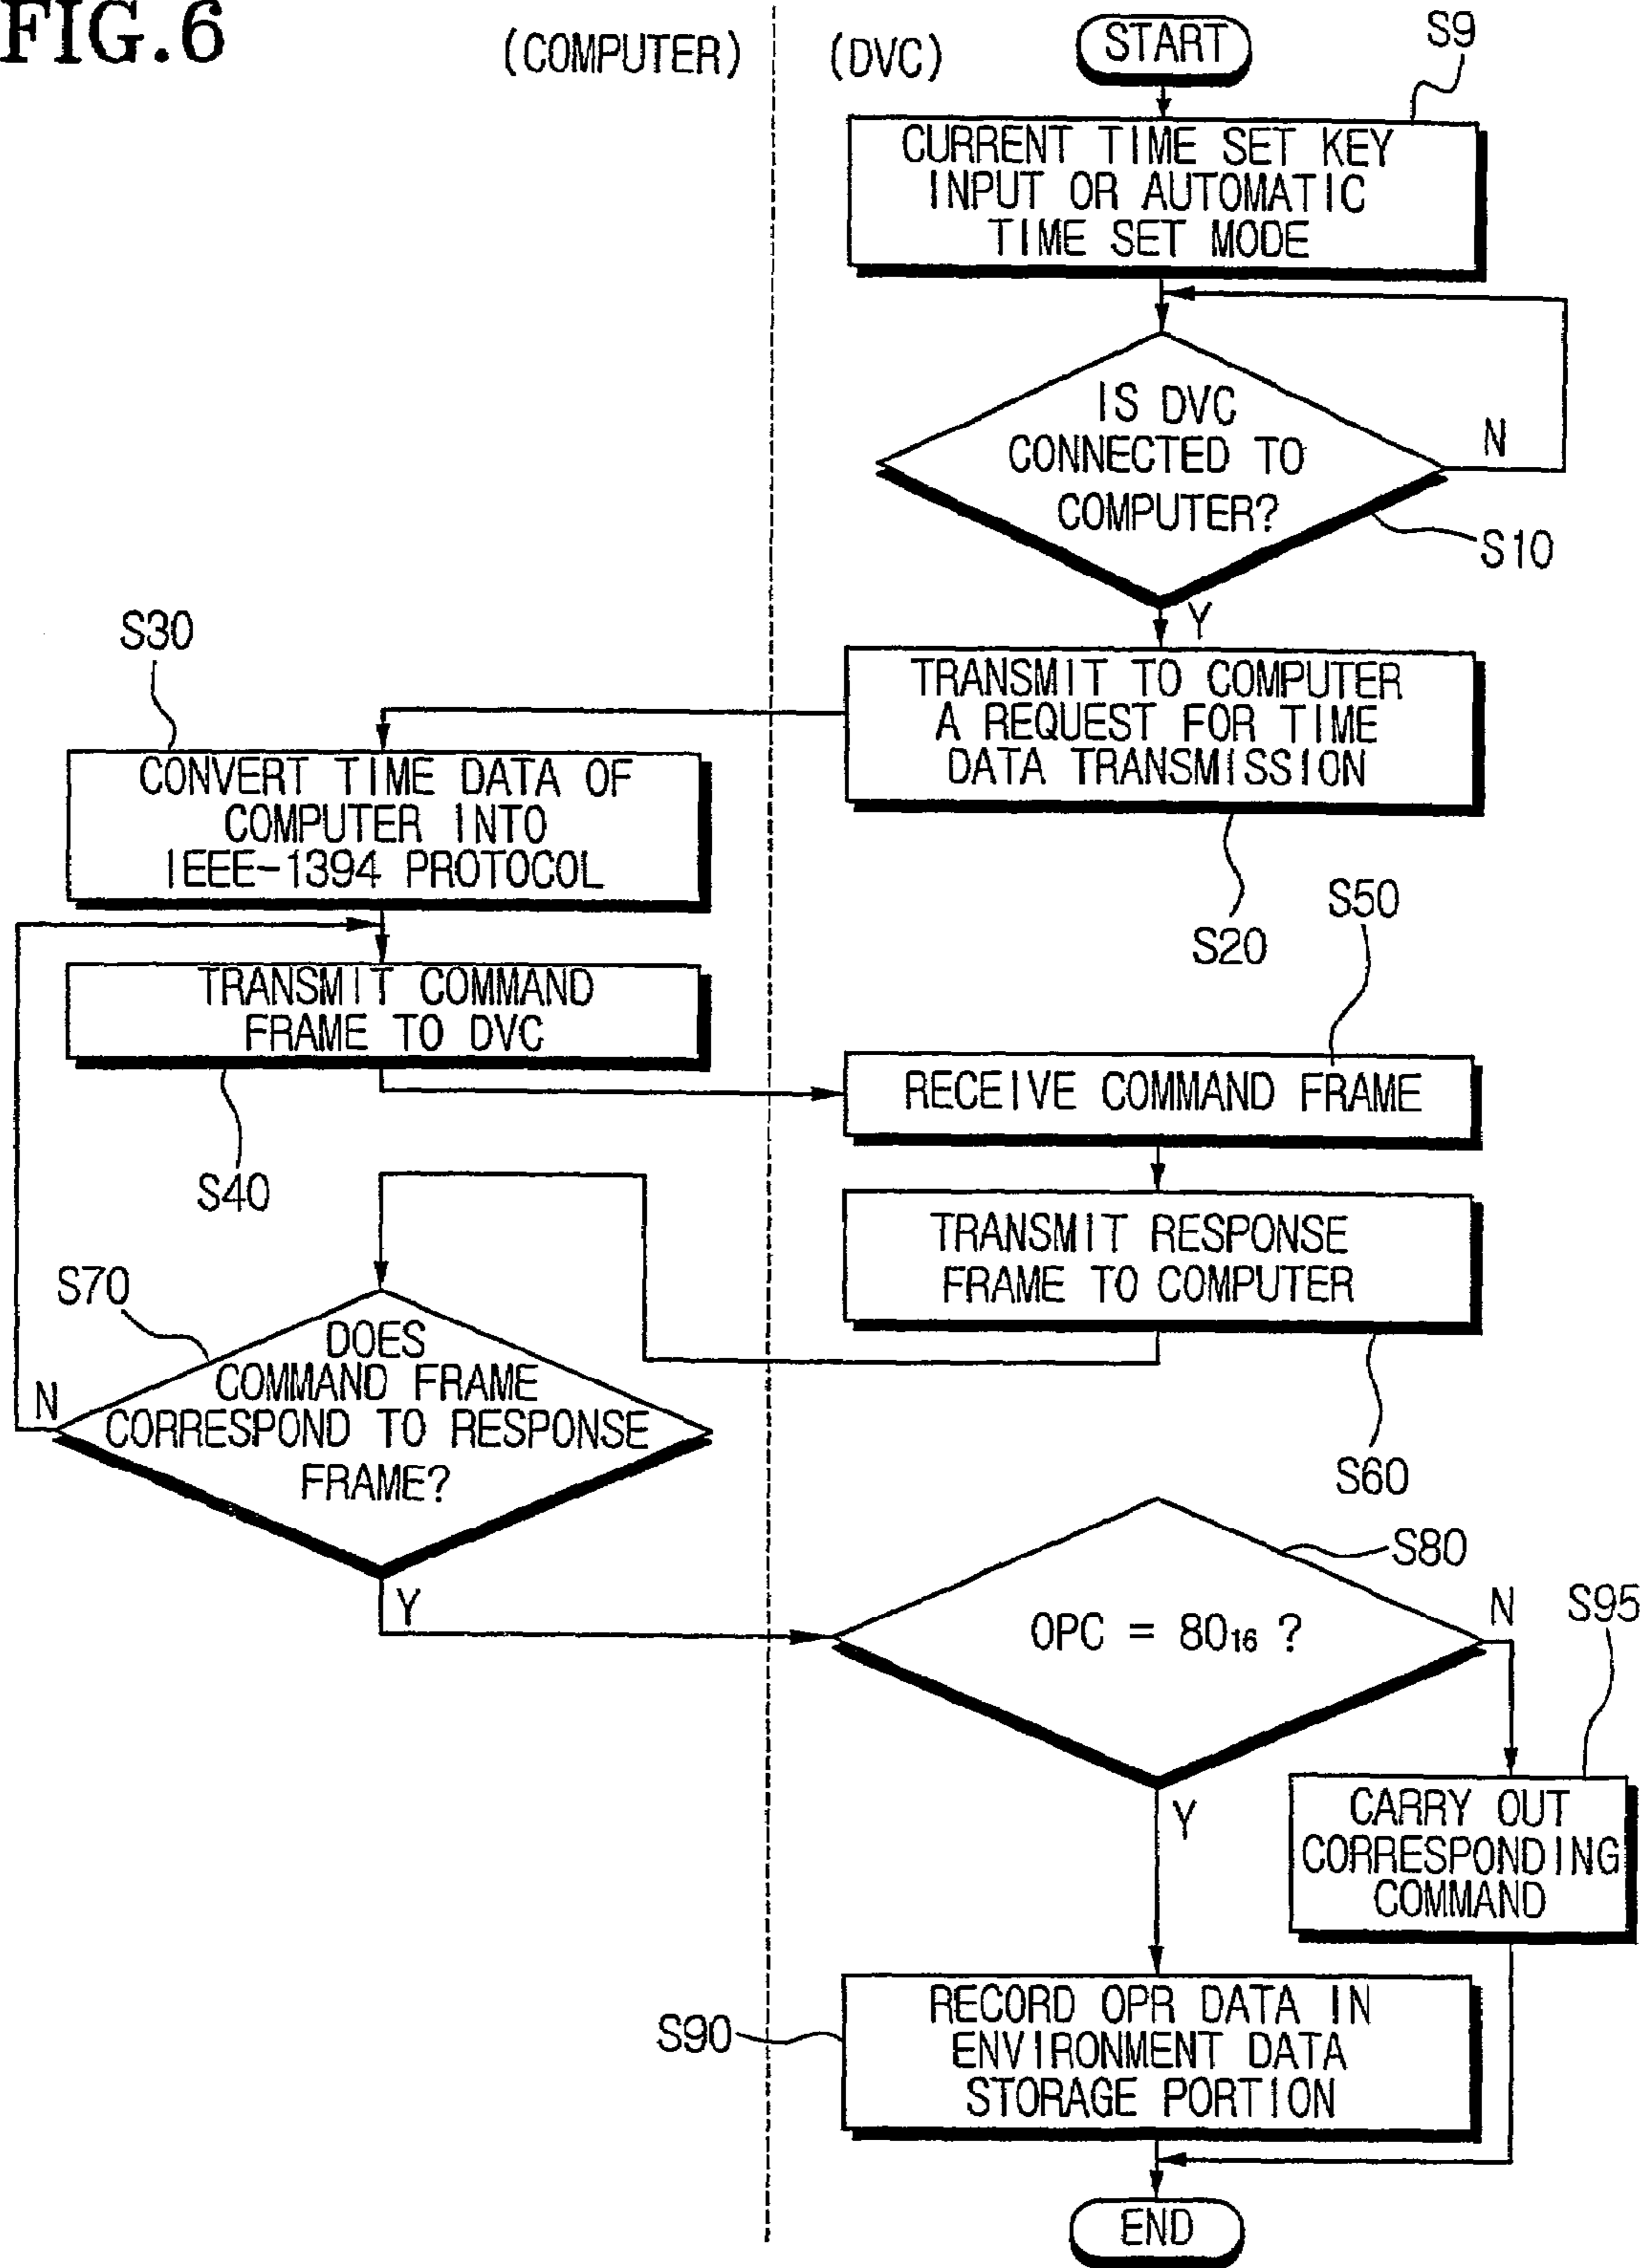 FIG.6
(COMPUTER)
(DVC)
START
S9
CURRENT TIME SET KEY
INPUT OR AUTOMATIC
TIME SET MODE
IS DVC
CONNECTED TO
COMPUTER?
N
S10
Y
TRANSMIT TO COMPUTER
A REQUEST FOR TIME
DATA TRANSMISSION
S20
S30
CONVERT TIME DATA OF
COMPUTER INTO
IEEE-1394 PROTOCOL
TRANSMIT COMMAND
FRAME TO DVC
S40
S50
RECEIVE COMMAND FRAME
TRANSMIT RESPONSE
FRAME TO COMPUTER
S60
S70
DOES
COMMAND FRAME
CORRESPOND TO RESPONSE
FRAME?
N
Y
S80
OPC = 80₁₆ ?
N
S95
Y
CARRY OUT
CORRESPONDING
COMMAND
S90
RECORD OPR DATA IN
ENVIRONMENT DATA
STORAGE PORTION
END